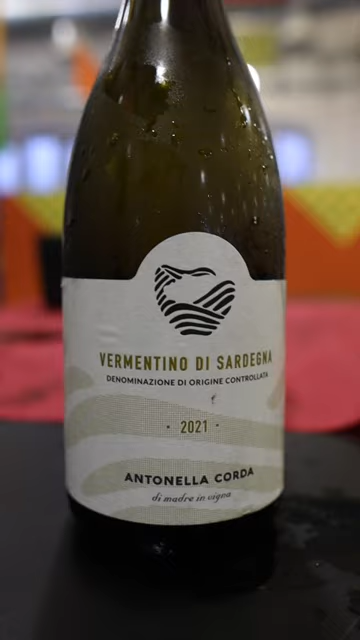 VERMENTINO DI SARDEGNA
DENOMINAZIONE DI ORIGINE CONTROLLATA
· 2021 ·
ANTONELLA CORDA
di madre in vigna